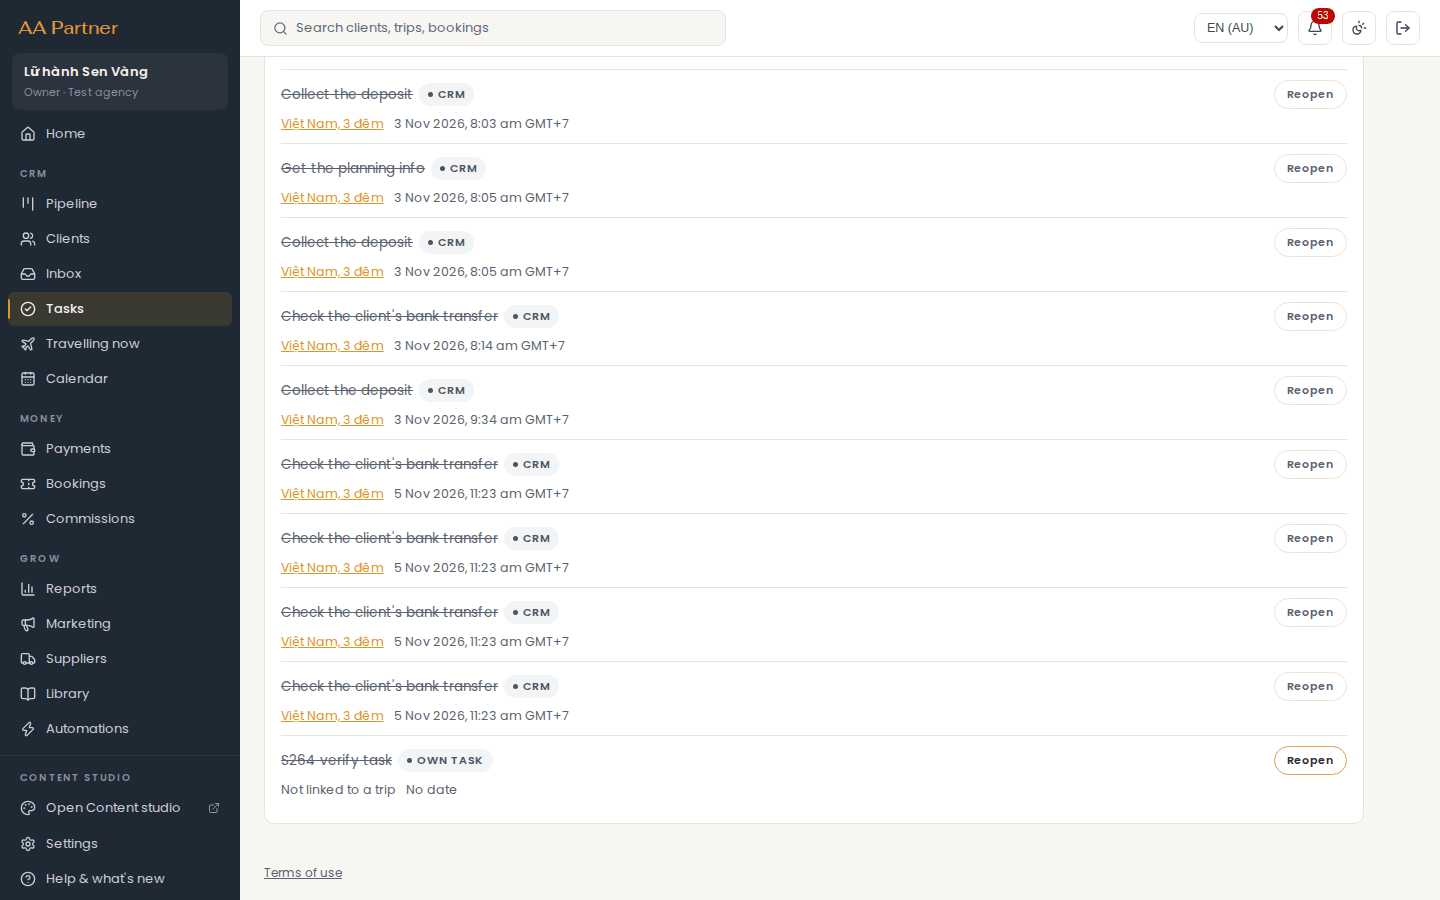 AA Partner
Lữ hành Sen Vàng
Owner · Test agency
Home
CRM
Pipeline
Clients
Inbox
Tasks
Travelling now
Calendar
MONEY
Payments
Bookings
Commissions
GROW
Reports
Marketing
Suppliers
Library
Automations
CONTENT STUDIO
Open Content studio
Settings
Help & what's new
Search clients, trips, bookings
EN (AU)
53
Collect the deposit CRM Reopen
Việt Nam, 3 đêm 3 Nov 2026, 8:03 am GMT+7
Get the planning info CRM Reopen
Việt Nam, 3 đêm 3 Nov 2026, 8:05 am GMT+7
Collect the deposit CRM Reopen
Việt Nam, 3 đêm 3 Nov 2026, 8:05 am GMT+7
Check the client's bank transfer CRM Reopen
Việt Nam, 3 đêm 3 Nov 2026, 8:14 am GMT+7
Collect the deposit CRM Reopen
Việt Nam, 3 đêm 3 Nov 2026, 9:34 am GMT+7
Check the client's bank transfer CRM Reopen
Việt Nam, 3 đêm 5 Nov 2026, 11:23 am GMT+7
Check the client's bank transfer CRM Reopen
Việt Nam, 3 đêm 5 Nov 2026, 11:23 am GMT+7
Check the client's bank transfer CRM Reopen
Việt Nam, 3 đêm 5 Nov 2026, 11:23 am GMT+7
Check the client's bank transfer CRM Reopen
Việt Nam, 3 đêm 5 Nov 2026, 11:23 am GMT+7
S264 verify task OWN TASK Reopen
Not linked to a trip No date
Terms of use